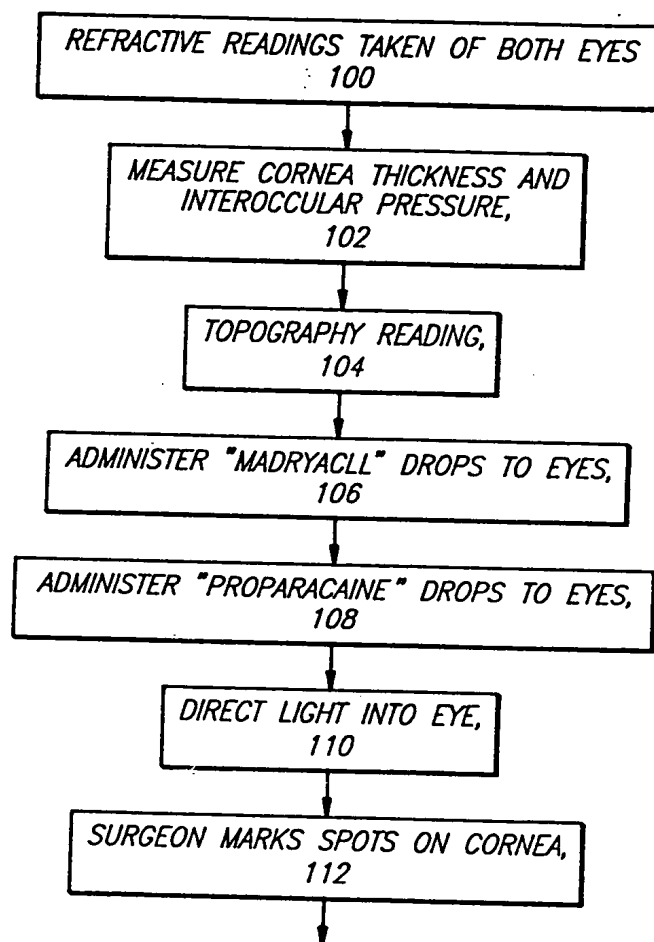 REFRACTIVE READINGS TAKEN OF BOTH EYES
100
MEASURE CORNEA THICKNESS AND
INTEROCCULAR PRESSURE,
102
TOPOGRAPHY READING,
104
ADMINISTER "MADRYACLL" DROPS TO EYES,
106
ADMINISTER "PROPARACAINE" DROPS TO EYES,
108
DIRECT LIGHT INTO EYE,
110
SURGEON MARKS SPOTS ON CORNEA,
112